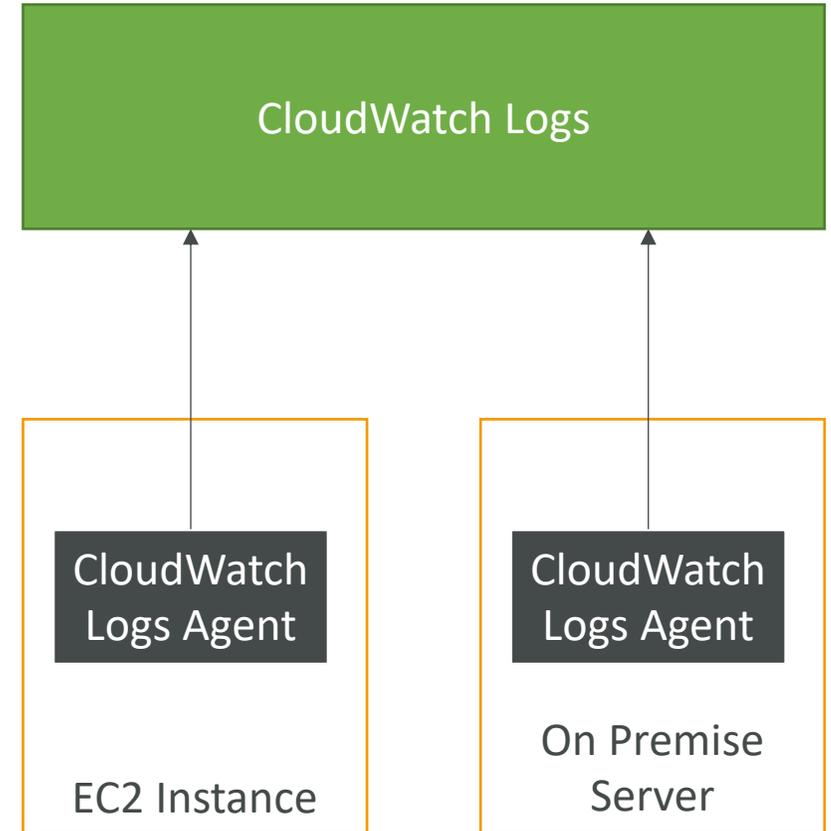 CloudWatch Logs
CloudWatch
Logs Agent
EC2 Instance
CloudWatch
Logs Agent
On Premise
Server